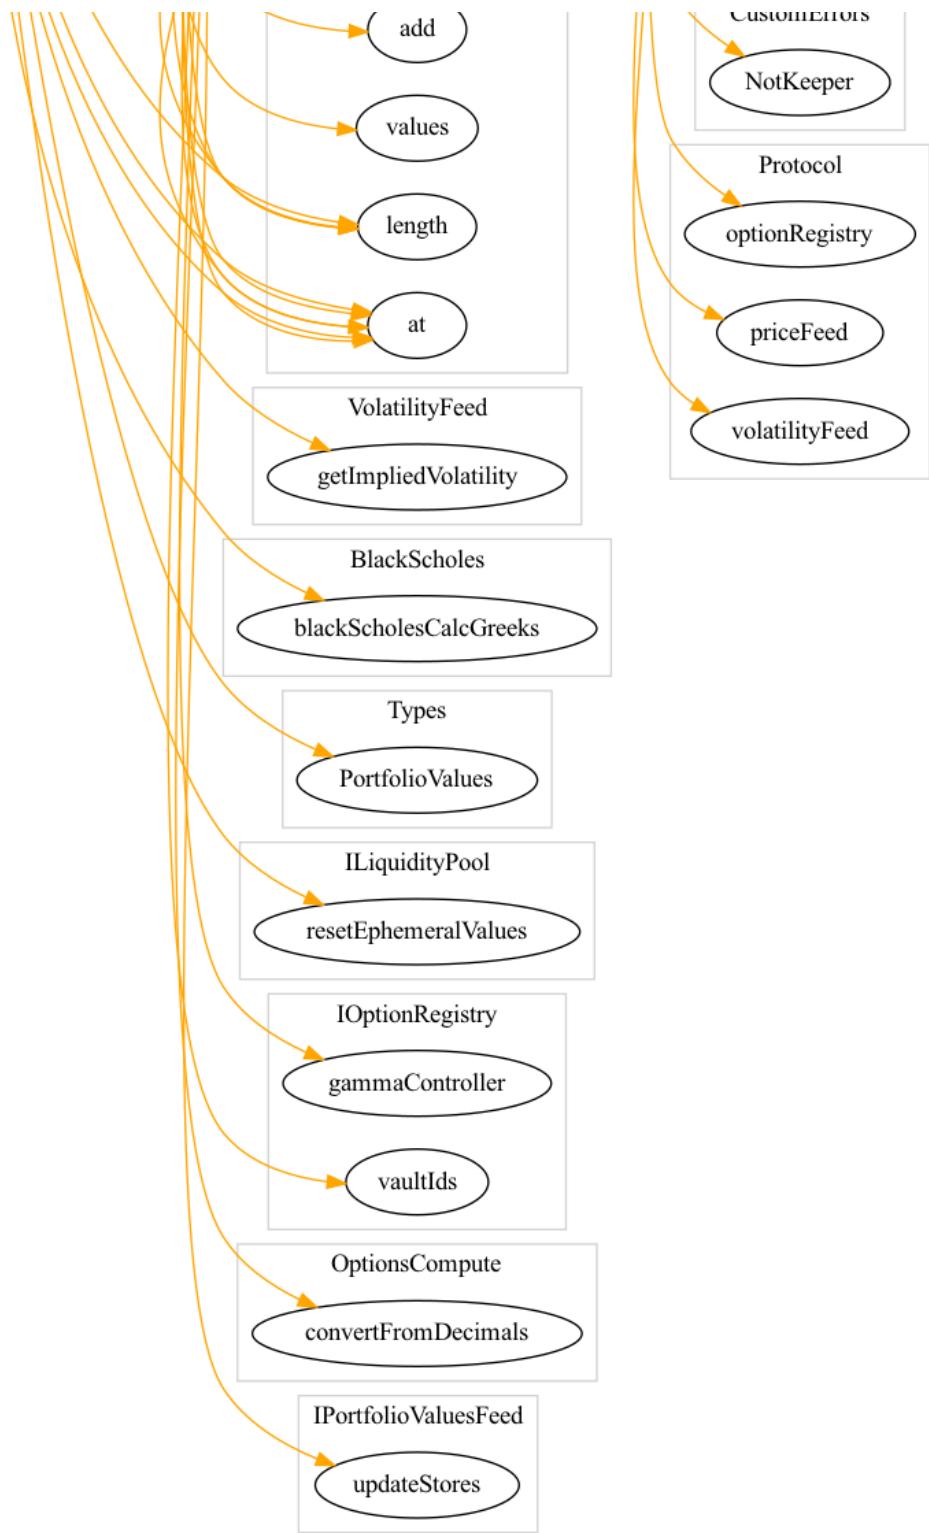 add
values
length
at
VolatilityFeed
getImpliedVolatility
BlackScholes
blackScholesCalcGreeks
Types
PortfolioValues
ILiquidityPool
resetEphemeralValues
IOptionRegistry
gammaController
vaultIds
OptionsCompute
convertFromDecimals
IPortfolioValuesFeed
updateStores
CustomErrors
NotKeeper
Protocol
optionRegistry
priceFeed
volatilityFeed